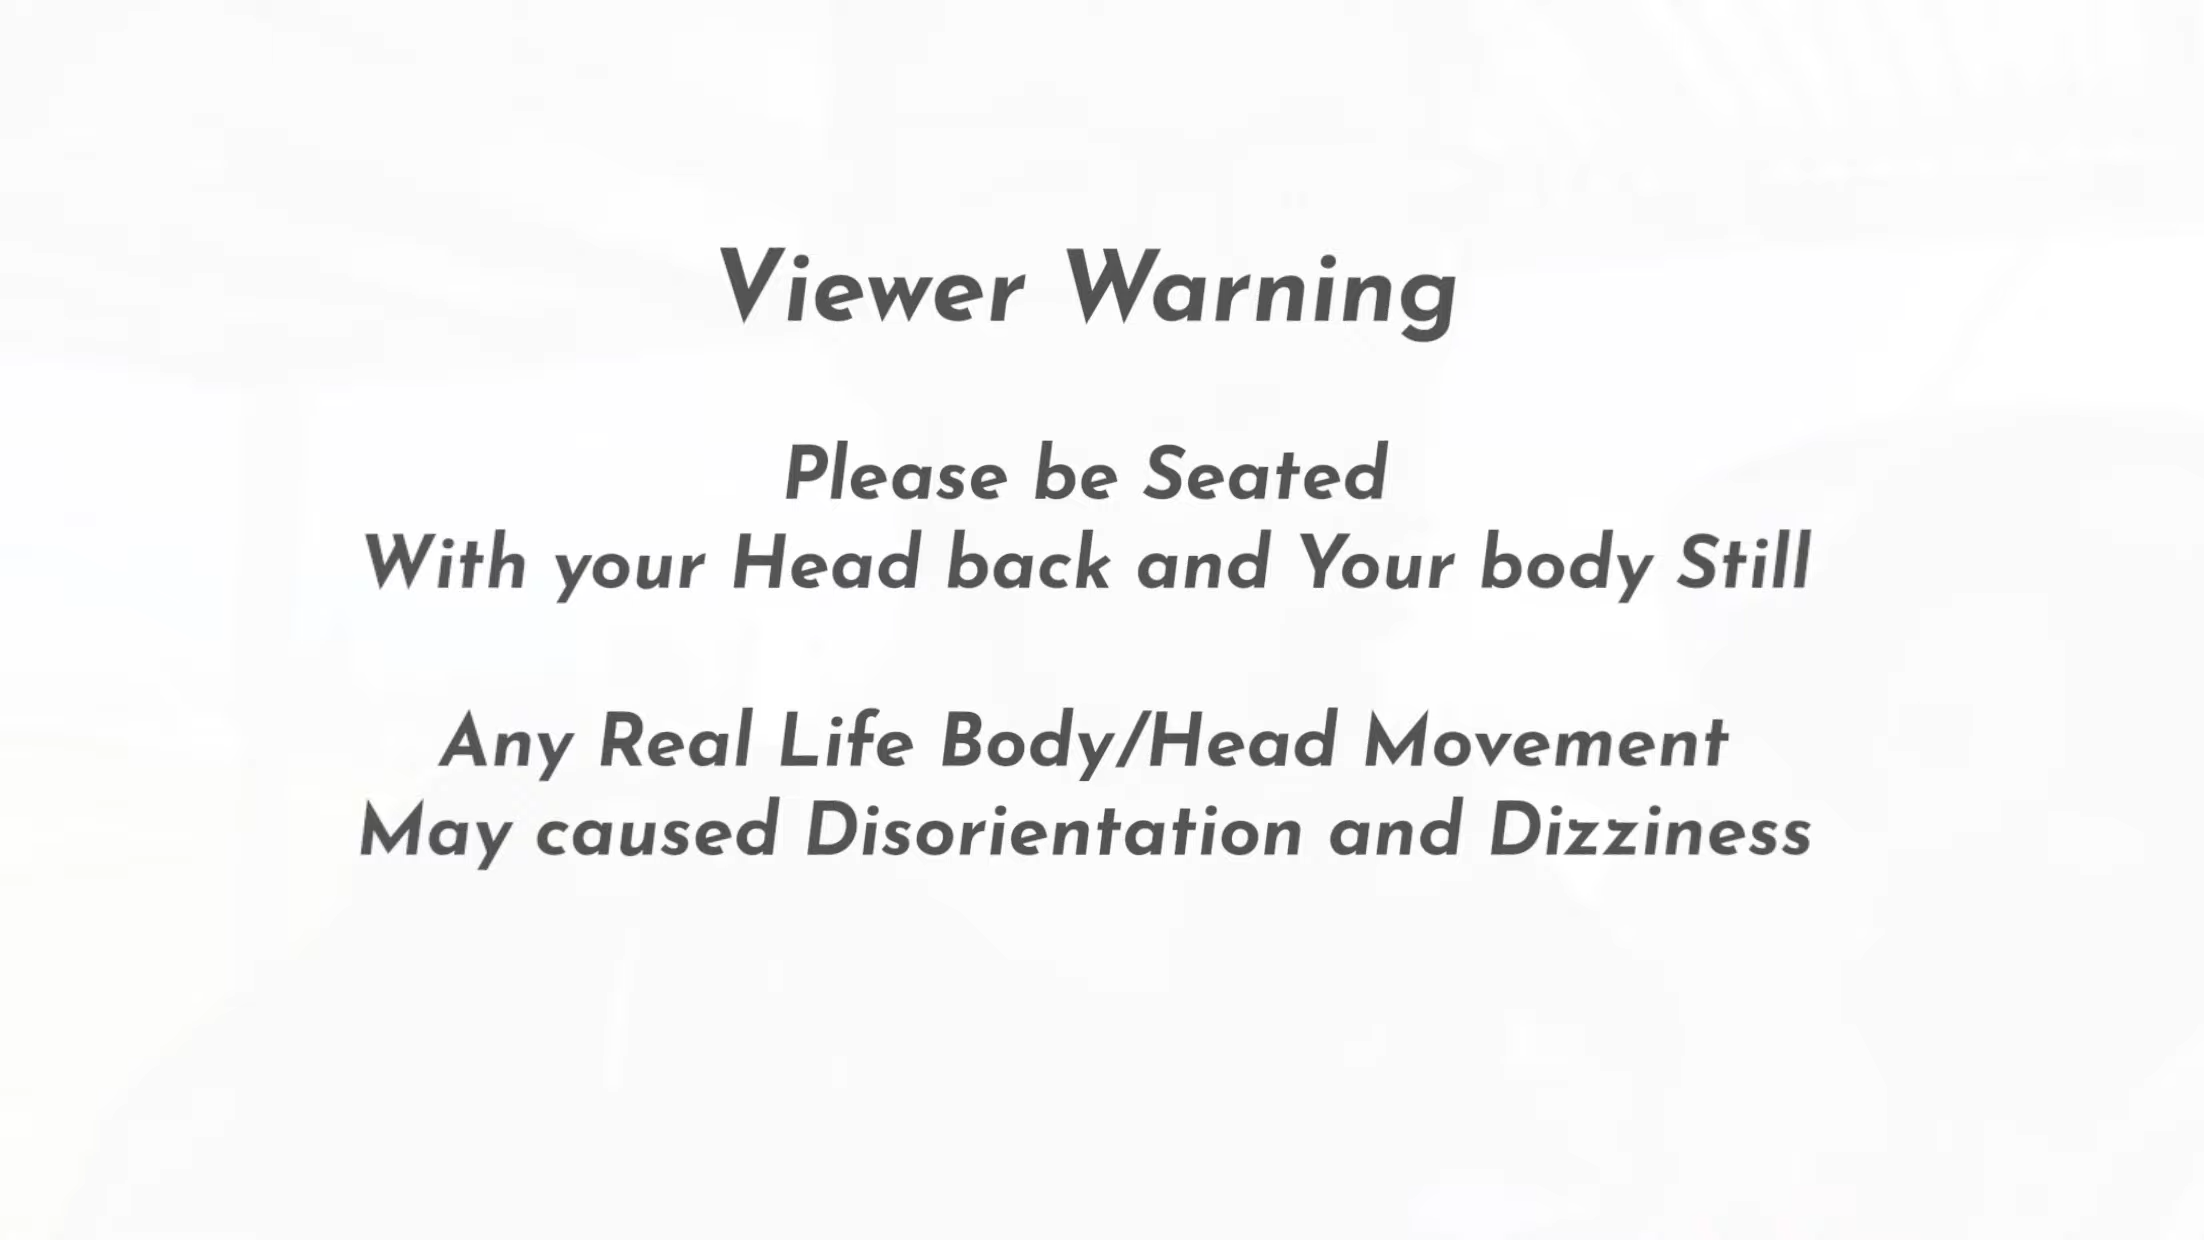 Viewer Warning
Please be Seated
With your Head back and Your body Still
Any Real Life Body/Head Movement
May caused Disorientation and Dizziness